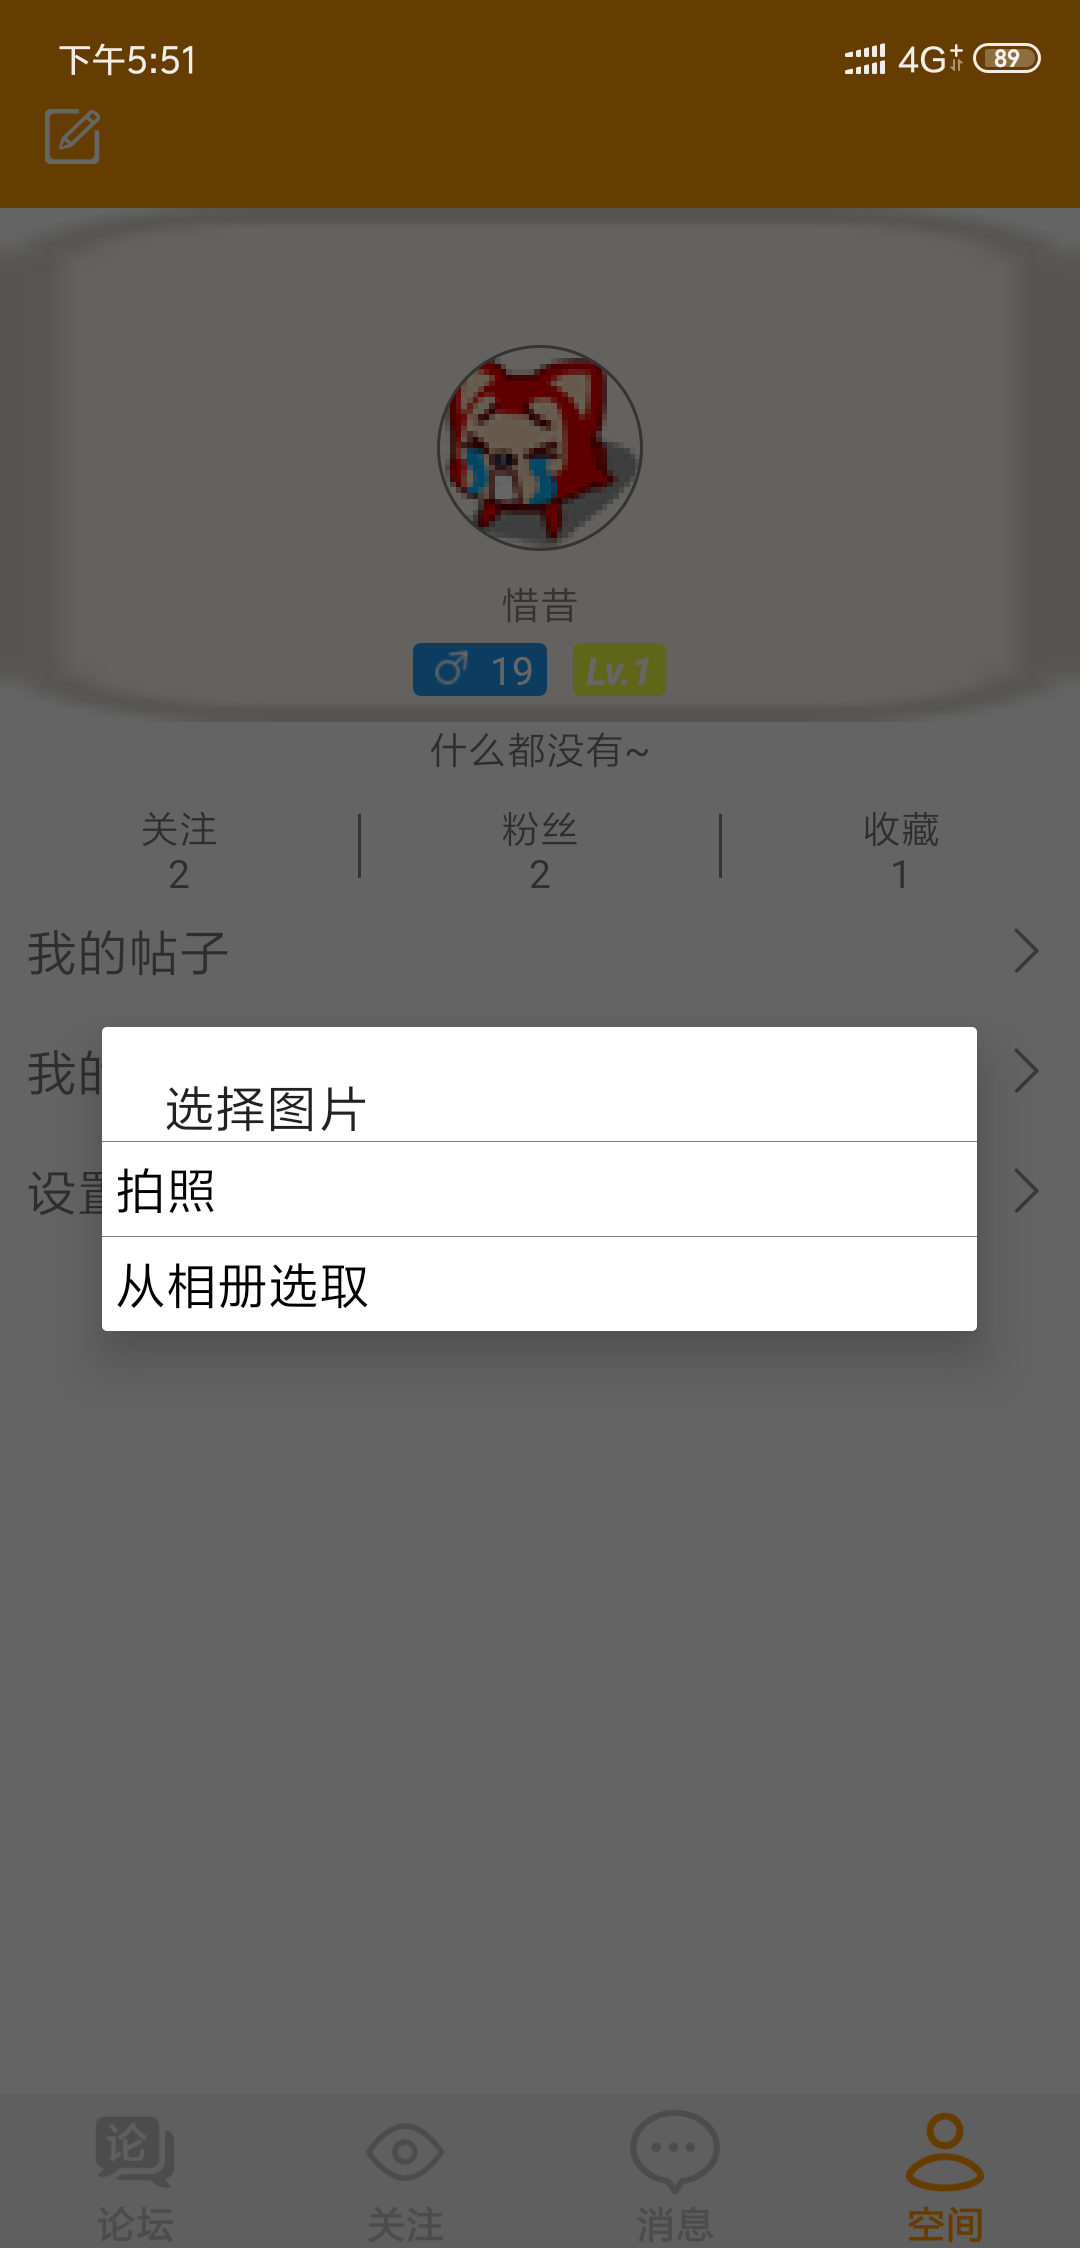 下午5:51 4G+ 89
惜昔
19 Lv.1
什么都没有~
关注 粉丝 收藏
2 2 1
我的帖子
我的
选择图片
设置
拍照
从相册选取
论
论坛 关注 消息 空间